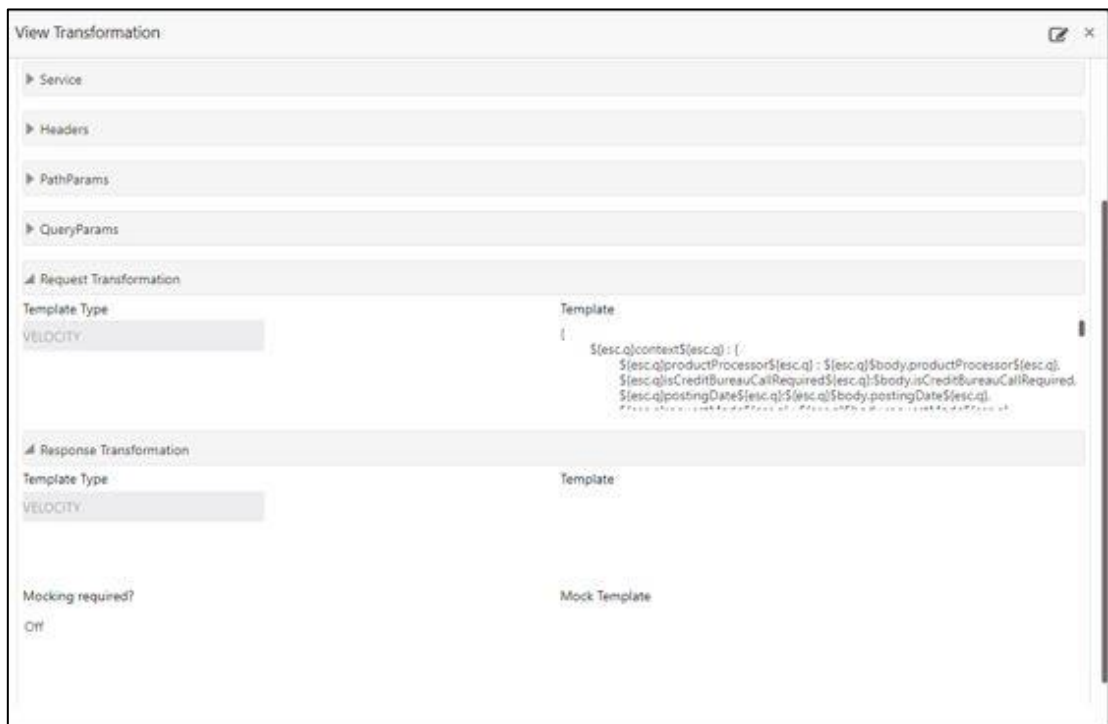 View Transformation
Service
Headers
PathParams
QueryParams
Request Transformation
Template Type
VELOCITY
Template
{
${esc.q}context${esc.q} : {
${esc.q}productProcessor${esc.q} : ${esc.q}$body.productProcessor${esc.q},
${esc.q}isCreditBureauCallRequired${esc.q}:$body.isCreditBureauCallRequired,
${esc.q}postingDate${esc.q}:${esc.q}$body.postingDate${esc.q},
Response Transformation
Template Type
VELOCITY
Template
Mocking required?
Off
Mock Template